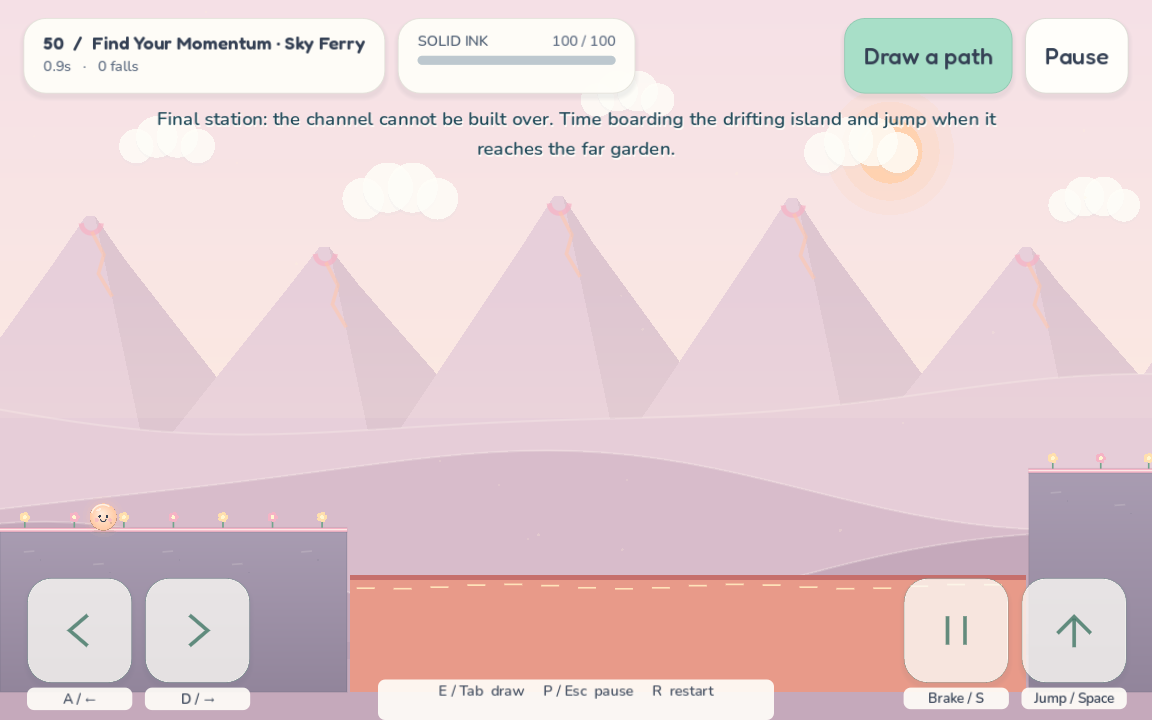 50 / Find Your Momentum · Sky Ferry
0.9s · 0 falls
SOLID INK 100 / 100
Draw a path
Pause
Final station: the channel cannot be built over. Time boarding the drifting island and jump when it
reaches the far garden.
A / ←
D / →
E / Tab draw P / Esc pause R restart
Brake / S
Jump / Space